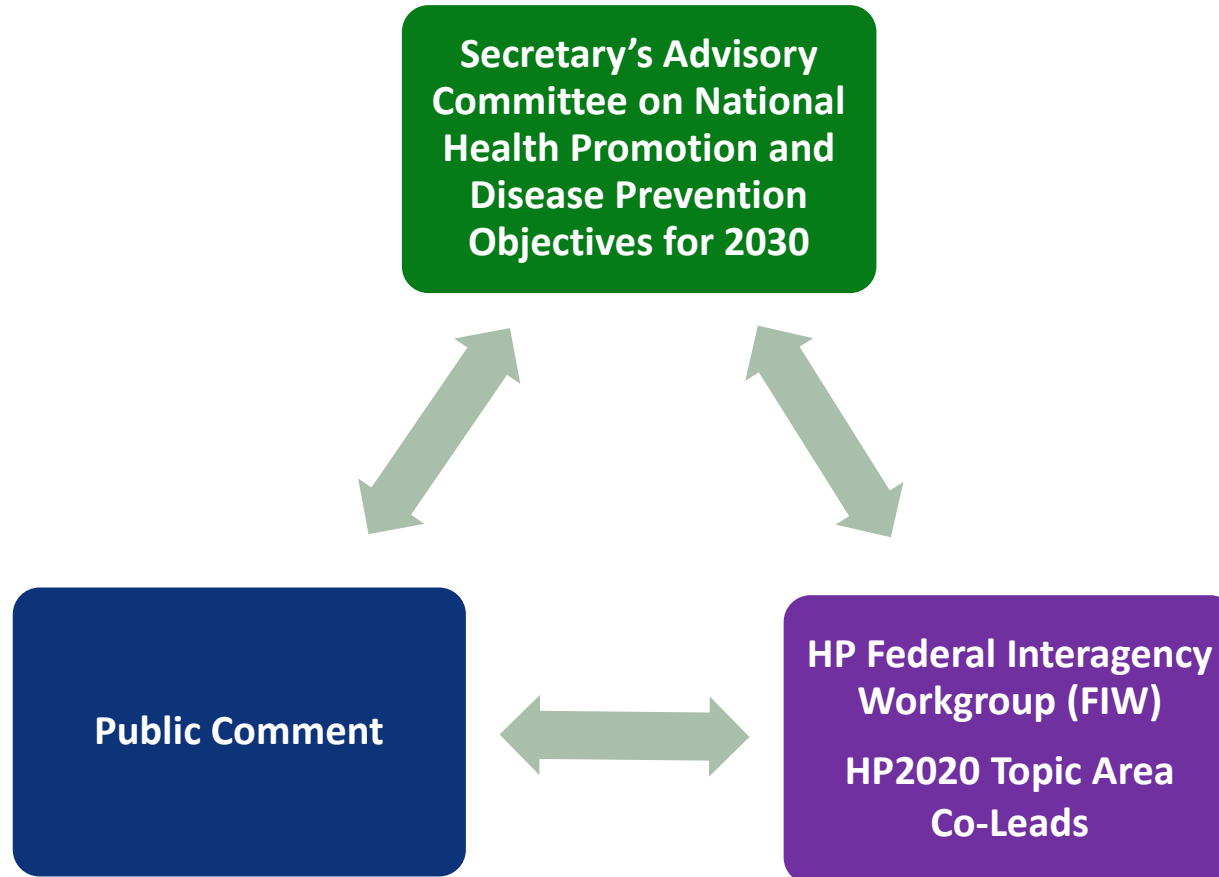 Secretary’s Advisory
Committee on National
Health Promotion and
Disease Prevention
Objectives for 2030
Public Comment
HP Federal Interagency
Workgroup (FIW)
HP2020 Topic Area
Co-Leads